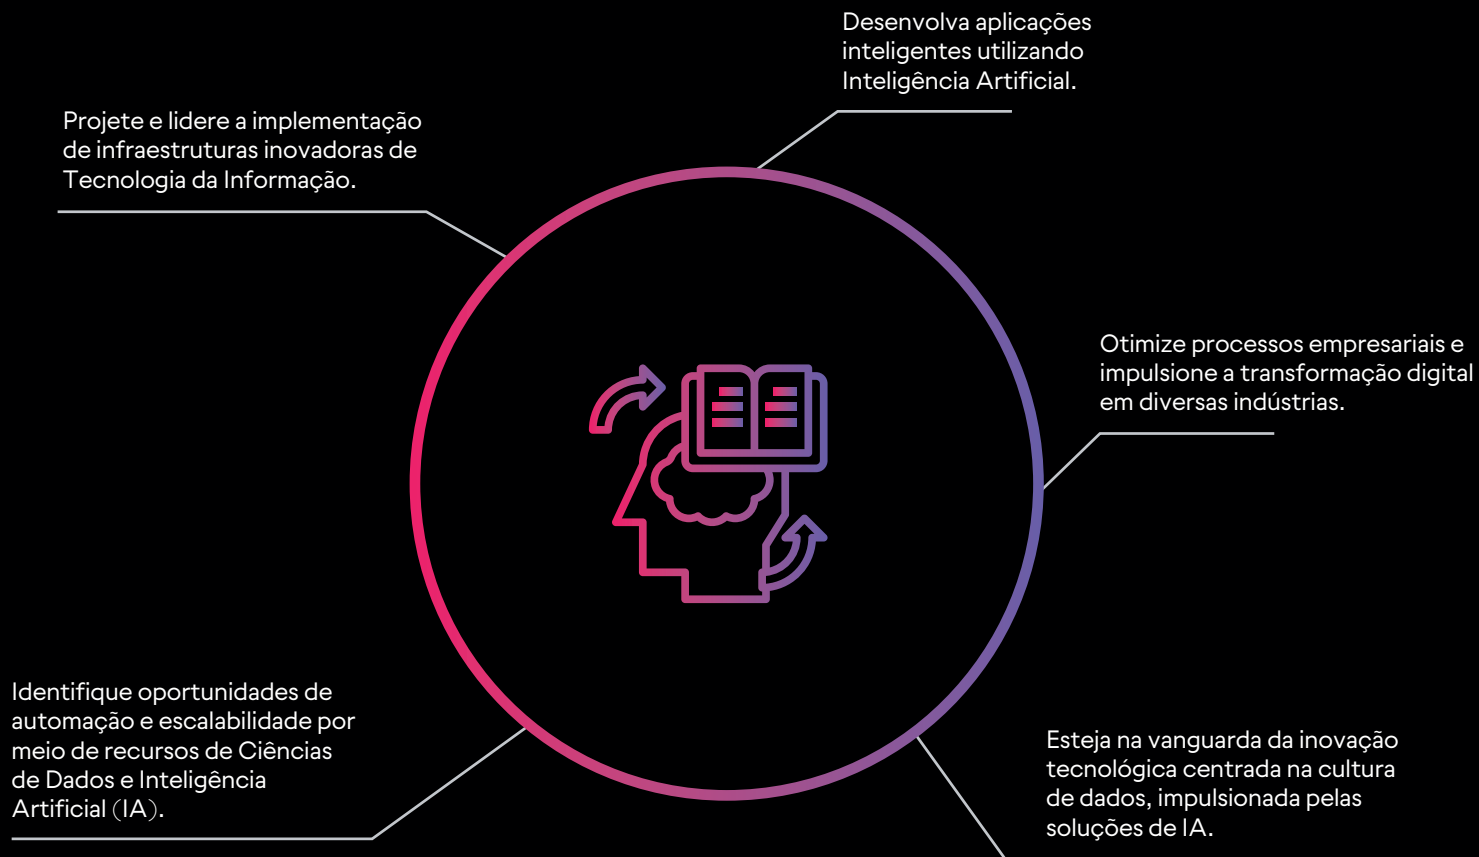 Desenvolva aplicações
inteligentes utilizando
Inteligência Artificial.
Projete e lidere a implementação
de infraestruturas inovadoras de
Tecnologia da Informação.
Otimize processos empresariais e
impulsione a transformação digital
em diversas indústrias.
Identifique oportunidades de
automação e escalabilidade por
meio de recursos de Ciências
de Dados e Inteligência
Artificial (IA).
Esteja na vanguarda da inovação
tecnológica centrada na cultura
de dados, impulsionada pelas
soluções de IA.